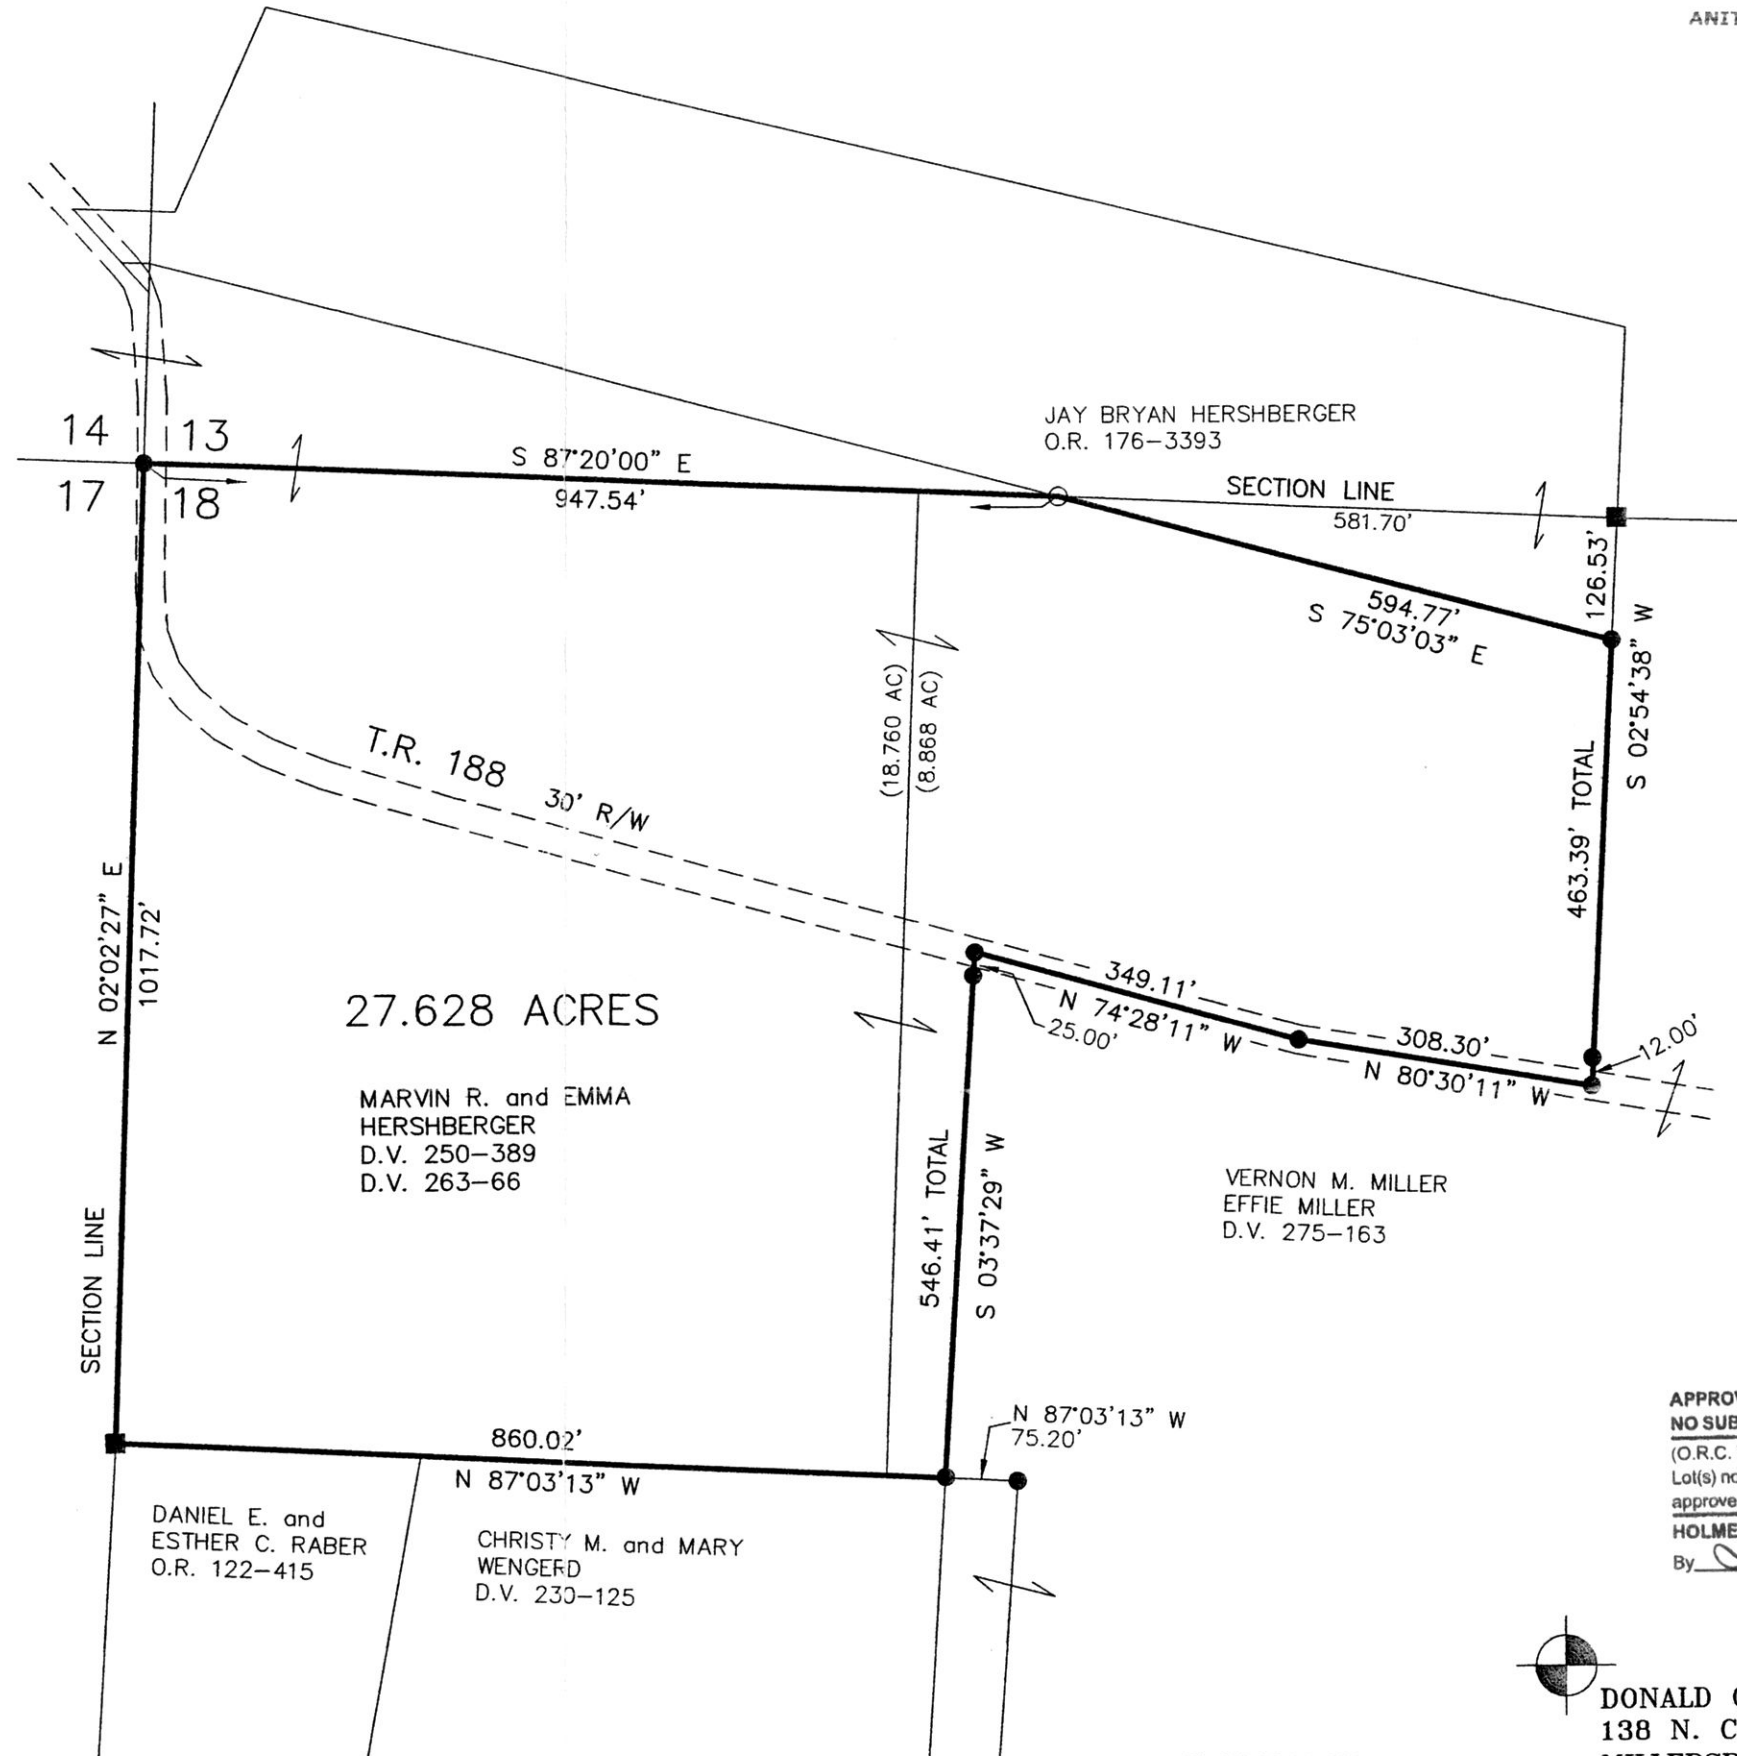 ANIT
14
13
17
18
S 87°20'00" E
947.54'
JAY BRYAN HERSHBERGER
O.R. 176-3393
SECTION LINE
581.70'
126.53'
594.77'
S 75°03'03" E
S 02°54'38" W
463.39' TOTAL
(18.760 AC)
(8.868 AC)
T.R. 188
30' R/W
N 02°02'27" E
1017.72'
SECTION LINE
27.628 ACRES
MARVIN R. and EMMA
HERSHBERGER
D.V. 250-389
D.V. 263-66
349.11'
N 74°28'11" W
25.00'
308.30'
N 80°30'11" W
12.00'
546.41' TOTAL
S 03°37'29" W
VERNON M. MILLER
EFFIE MILLER
D.V. 275-163
860.02'
N 87°03'13" W
N 87°03'13" W
75.20'
DANIEL E. and
ESTHER C. RABER
O.R. 122-415
CHRISTY M. and MARY
WENGERD
D.V. 230-125
APPROV
NO SUB
(O.R.C.
Lot(s) no
approve
HOLME
By
DONALD
138 N. C